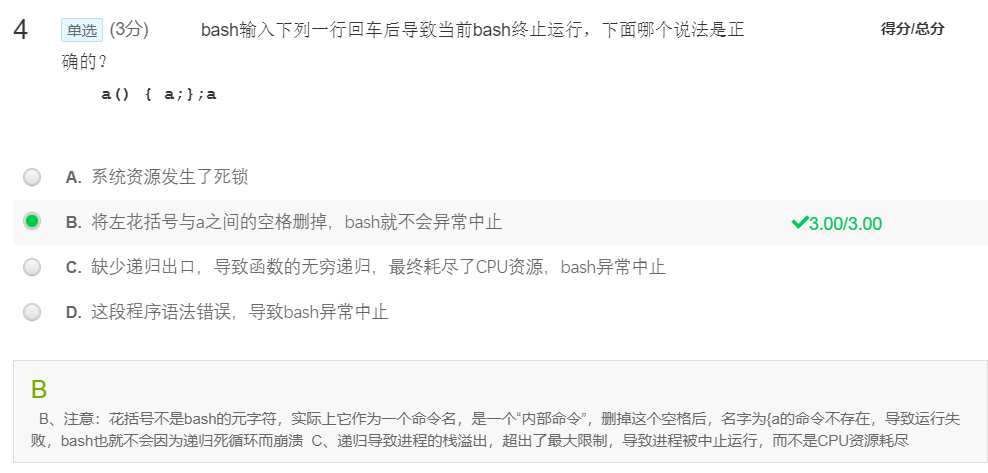 4 单选 (3分) bash输入下列一行回车后导致当前bash终止运行，下面哪个说法是正 得分/总分
确的？
a() { a;};a
A. 系统资源发生了死锁
B. 将左花括号与a之间的空格删掉，bash就不会异常中止 3.00/3.00
C. 缺少递归出口，导致函数的无穷递归，最终耗尽了CPU资源，bash异常中止
D. 这段程序语法错误，导致bash异常中止
B
B、注意：花括号不是bash的元字符，实际上它作为一个命令名，是一个“内部命令”，删掉这个空格后，名字为{a的命令不存在，导致运行失
败，bash也就不会因为递归死循环而崩溃 C、递归导致进程的栈溢出，超出了最大限制，导致进程被中止运行，而不是CPU资源耗尽